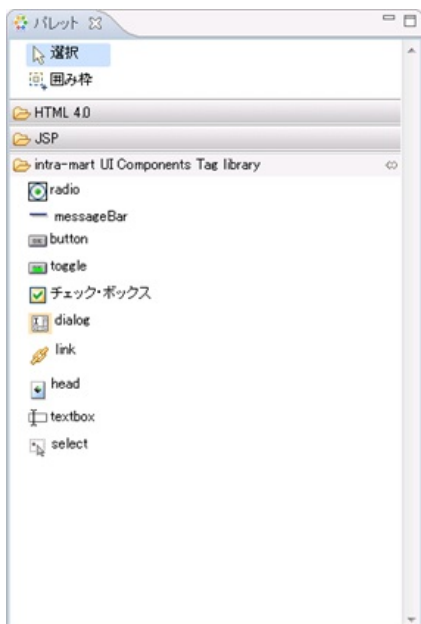 パレット
選択
囲み枠
HTML 4.0
JSP
intra-mart UI Components Tag library
radio
messageBar
button
toggle
チェック・ボックス
dialog
link
head
textbox
select